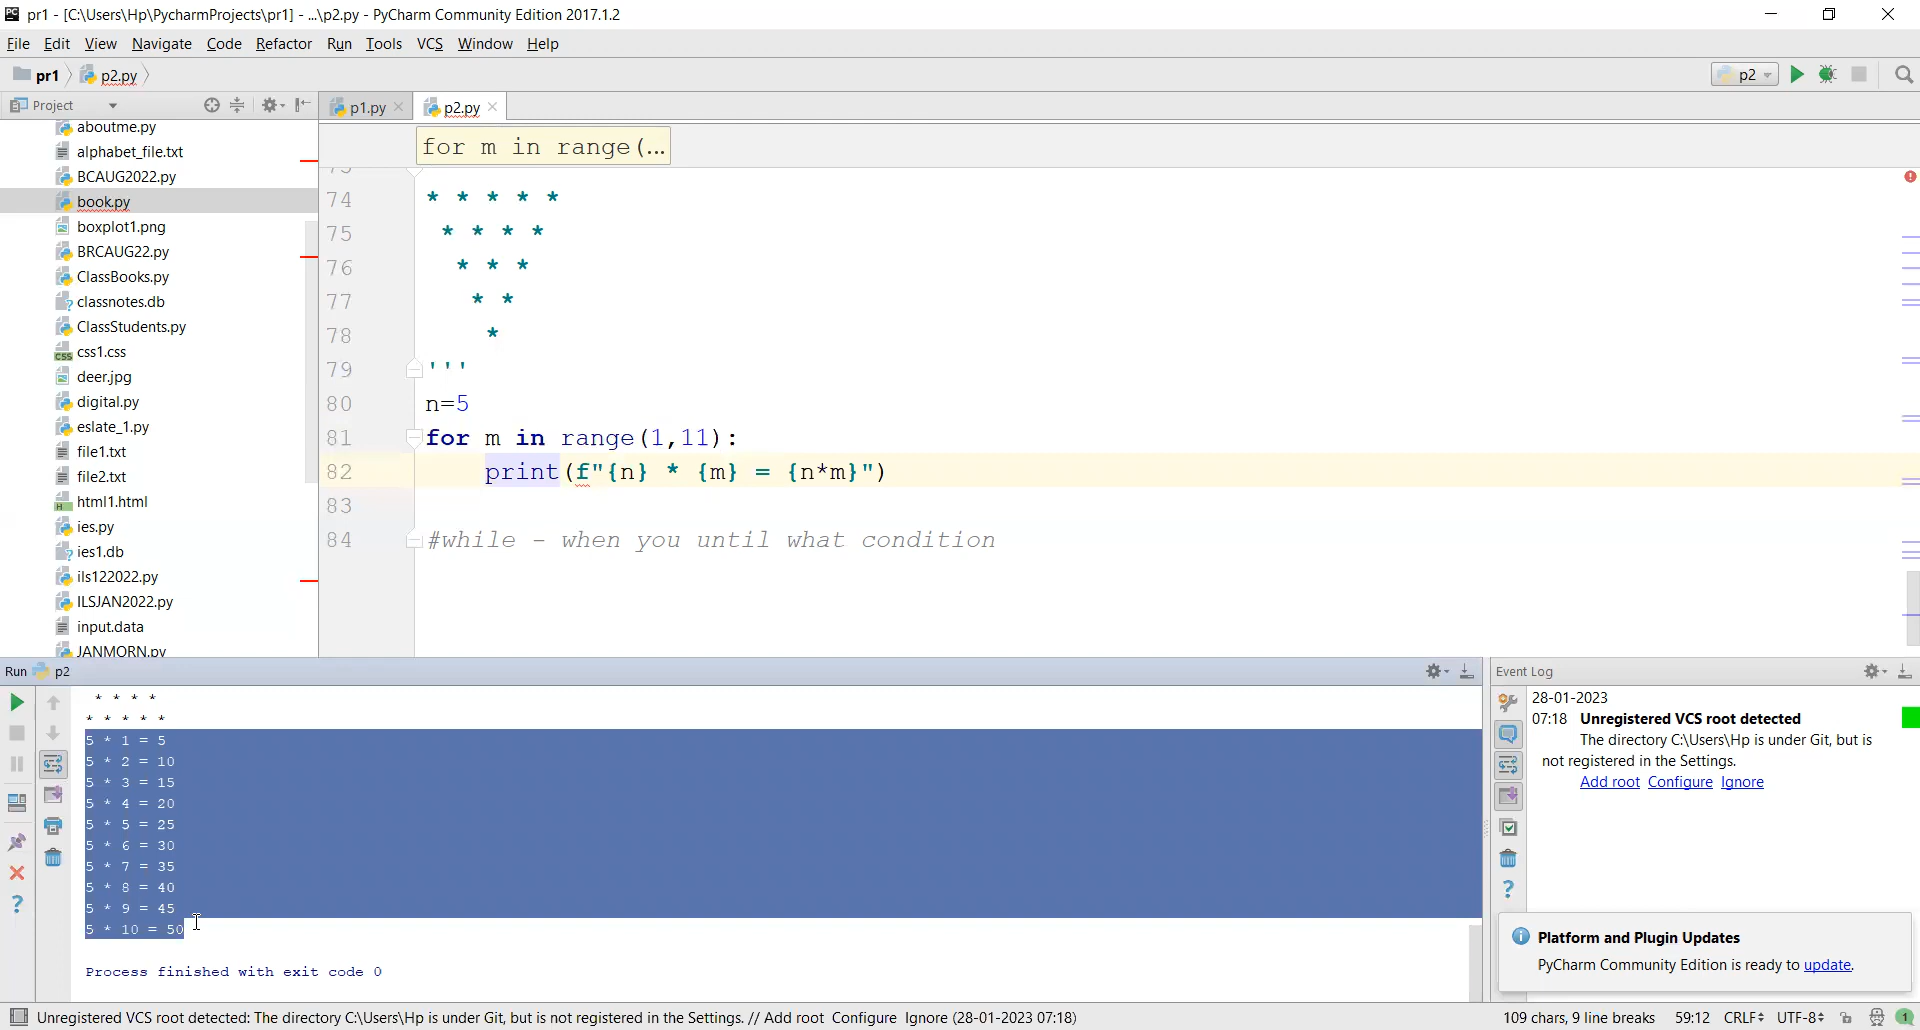 pr1 - [C:\Users\Hp\PycharmProjects\pr1] - ...\p2.py - PyCharm Community Edition 2017.1.2
File Edit View Navigate Code Refactor Run Tools VCS Window Help
pr1 p2.py
p2
Project
p1.py p2.py
aboutme.py
alphabet_file.txt
BCAUG2022.py
book.py
boxplot1.png
BRCAUG22.py
ClassBooks.py
classnotes.db
ClassStudents.py
css1.css
deer.jpg
digital.py
eslate_1.py
file1.txt
file2.txt
html1.html
ies.py
ies1.db
ils122022.py
ILSJAN2022.py
input.data
JANMORN.py
for m in range(...
74 * * * * *
75 * * * *
76 * * *
77 * *
78 *
79 '''
80 n=5
81 for m in range(1,11):
82 print(f"{n} * {m} = {n*m}")
83
84 #while - when you until what condition
Run p2
* * * *
* * * * *
5 * 1 = 5
5 * 2 = 10
5 * 3 = 15
5 * 4 = 20
5 * 5 = 25
5 * 6 = 30
5 * 7 = 35
5 * 8 = 40
5 * 9 = 45
5 * 10 = 50
Process finished with exit code 0
Event Log
28-01-2023
07:18 Unregistered VCS root detected
The directory C:\Users\Hp is under Git, but is
not registered in the Settings.
Add root Configure Ignore
Platform and Plugin Updates
PyCharm Community Edition is ready to update.
Unregistered VCS root detected: The directory C:\Users\Hp is under Git, but is not registered in the Settings. // Add root Configure Ignore (28-01-2023 07:18)
109 chars, 9 line breaks 59:12 CRLF UTF-8 1